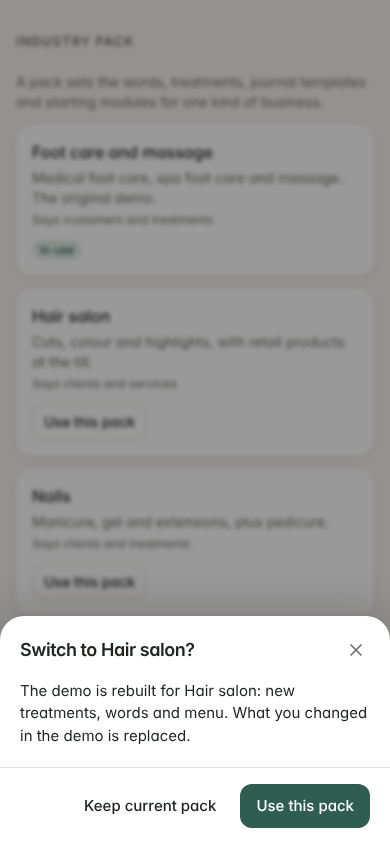 INDUSTRY PACK
A pack sets the words, treatments, journal templates
and starting modules for one kind of business.
Foot care and massage
Medical foot care, spa foot care and massage.
The original demo.
Says customers and treatments
In use
Hair salon
Cuts, colour and highlights, with retail products
at the till.
Says clients and services
Use this pack
Nails
Manicure, gel and extensions, plus pedicure.
Says clients and treatments
Use this pack
Switch to Hair salon?
The demo is rebuilt for Hair salon: new
treatments, words and menu. What you changed
in the demo is replaced.
Keep current pack
Use this pack